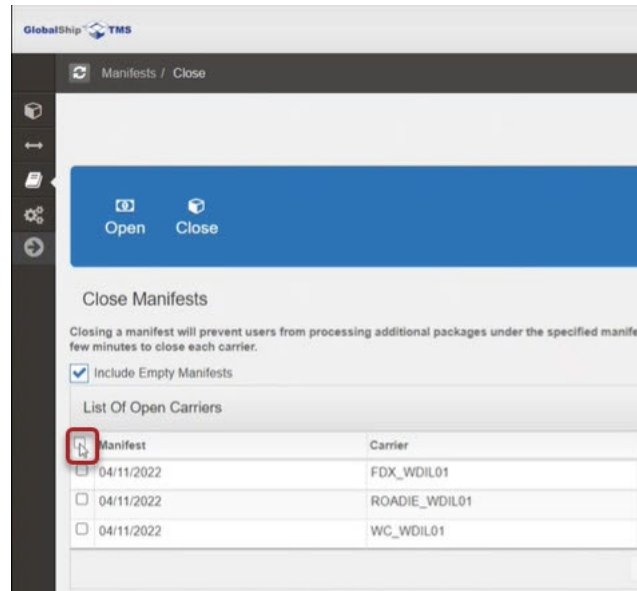 GlobalShip TMS
Manifests / Close
Open Close
Close Manifests
Closing a manifest will prevent users from processing additional packages under the specified manife
few minutes to close each carrier.
Include Empty Manifests
List Of Open Carriers
Manifest Carrier
04/11/2022 FDX_WDIL01
04/11/2022 ROADIE_WDIL01
04/11/2022 WC_WDIL01